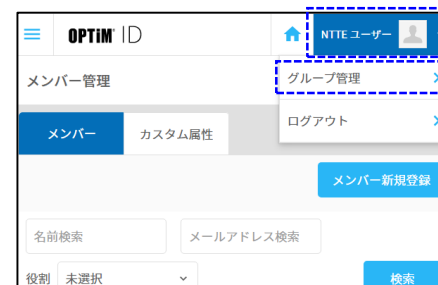 OPTiM ID
NTTE ユーザー
メンバー管理
グループ管理
ログアウト
メンバー
カスタム属性
メンバー新規登録
名前検索
メールアドレス検索
役割
未選択
検索